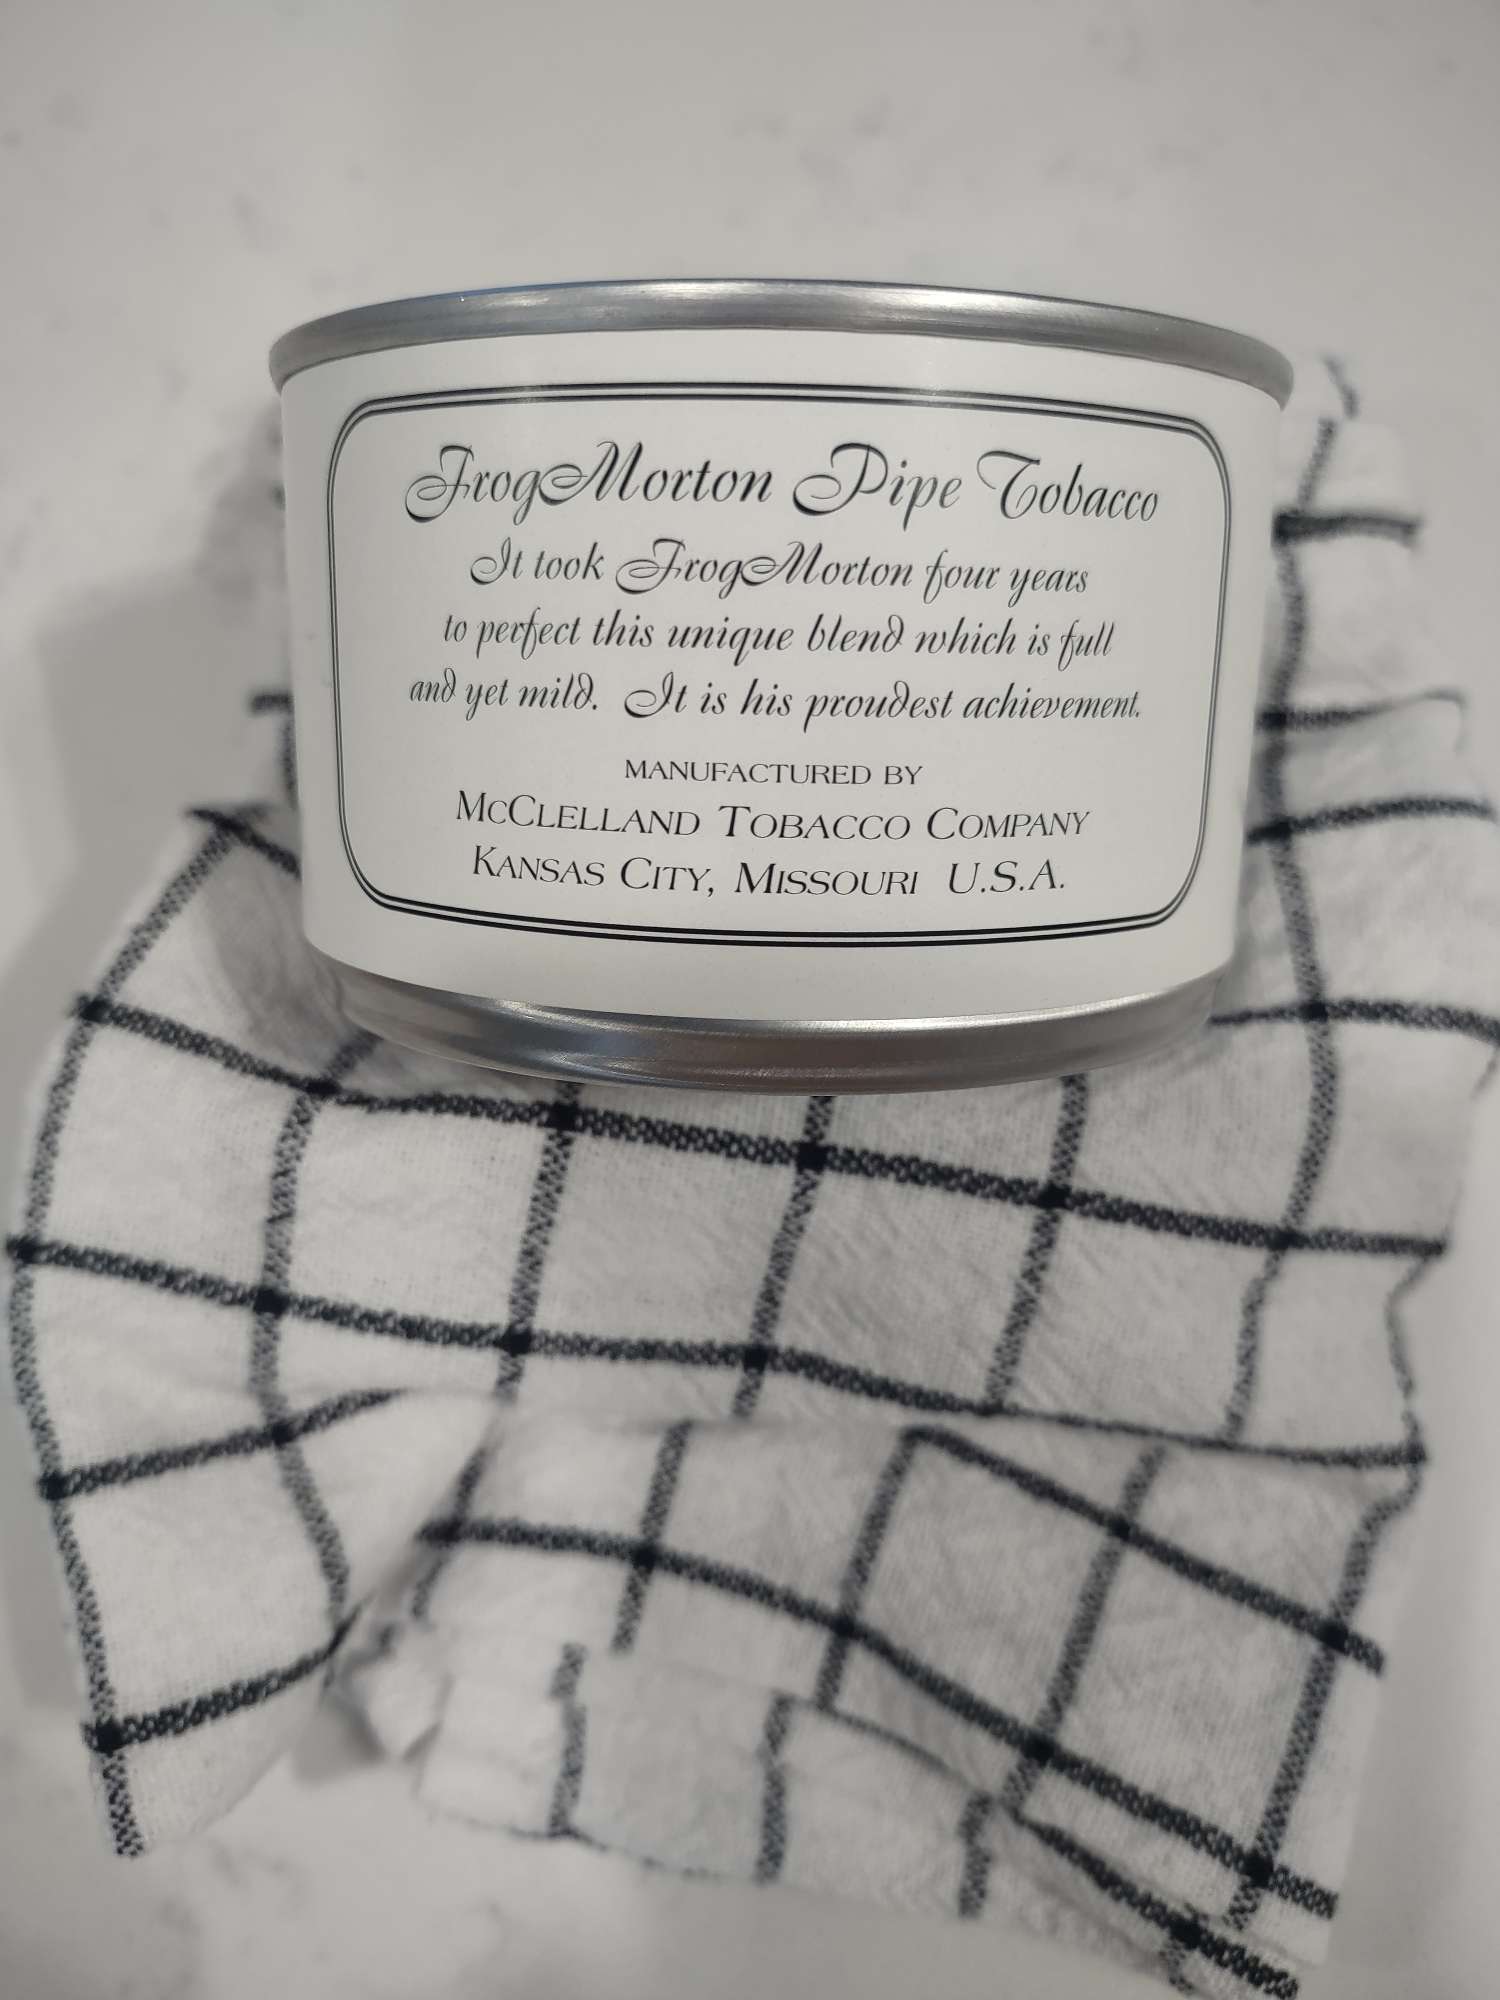 FrogMorton Pipe Tobacco
It took FrogMorton four years
to perfect this unique blend which is full
and yet mild. It is his proudest achievement.
MANUFACTURED BY
MCCLELLAND TOBACCO COMPANY
KANSAS CITY, MISSOURI U.S.A.